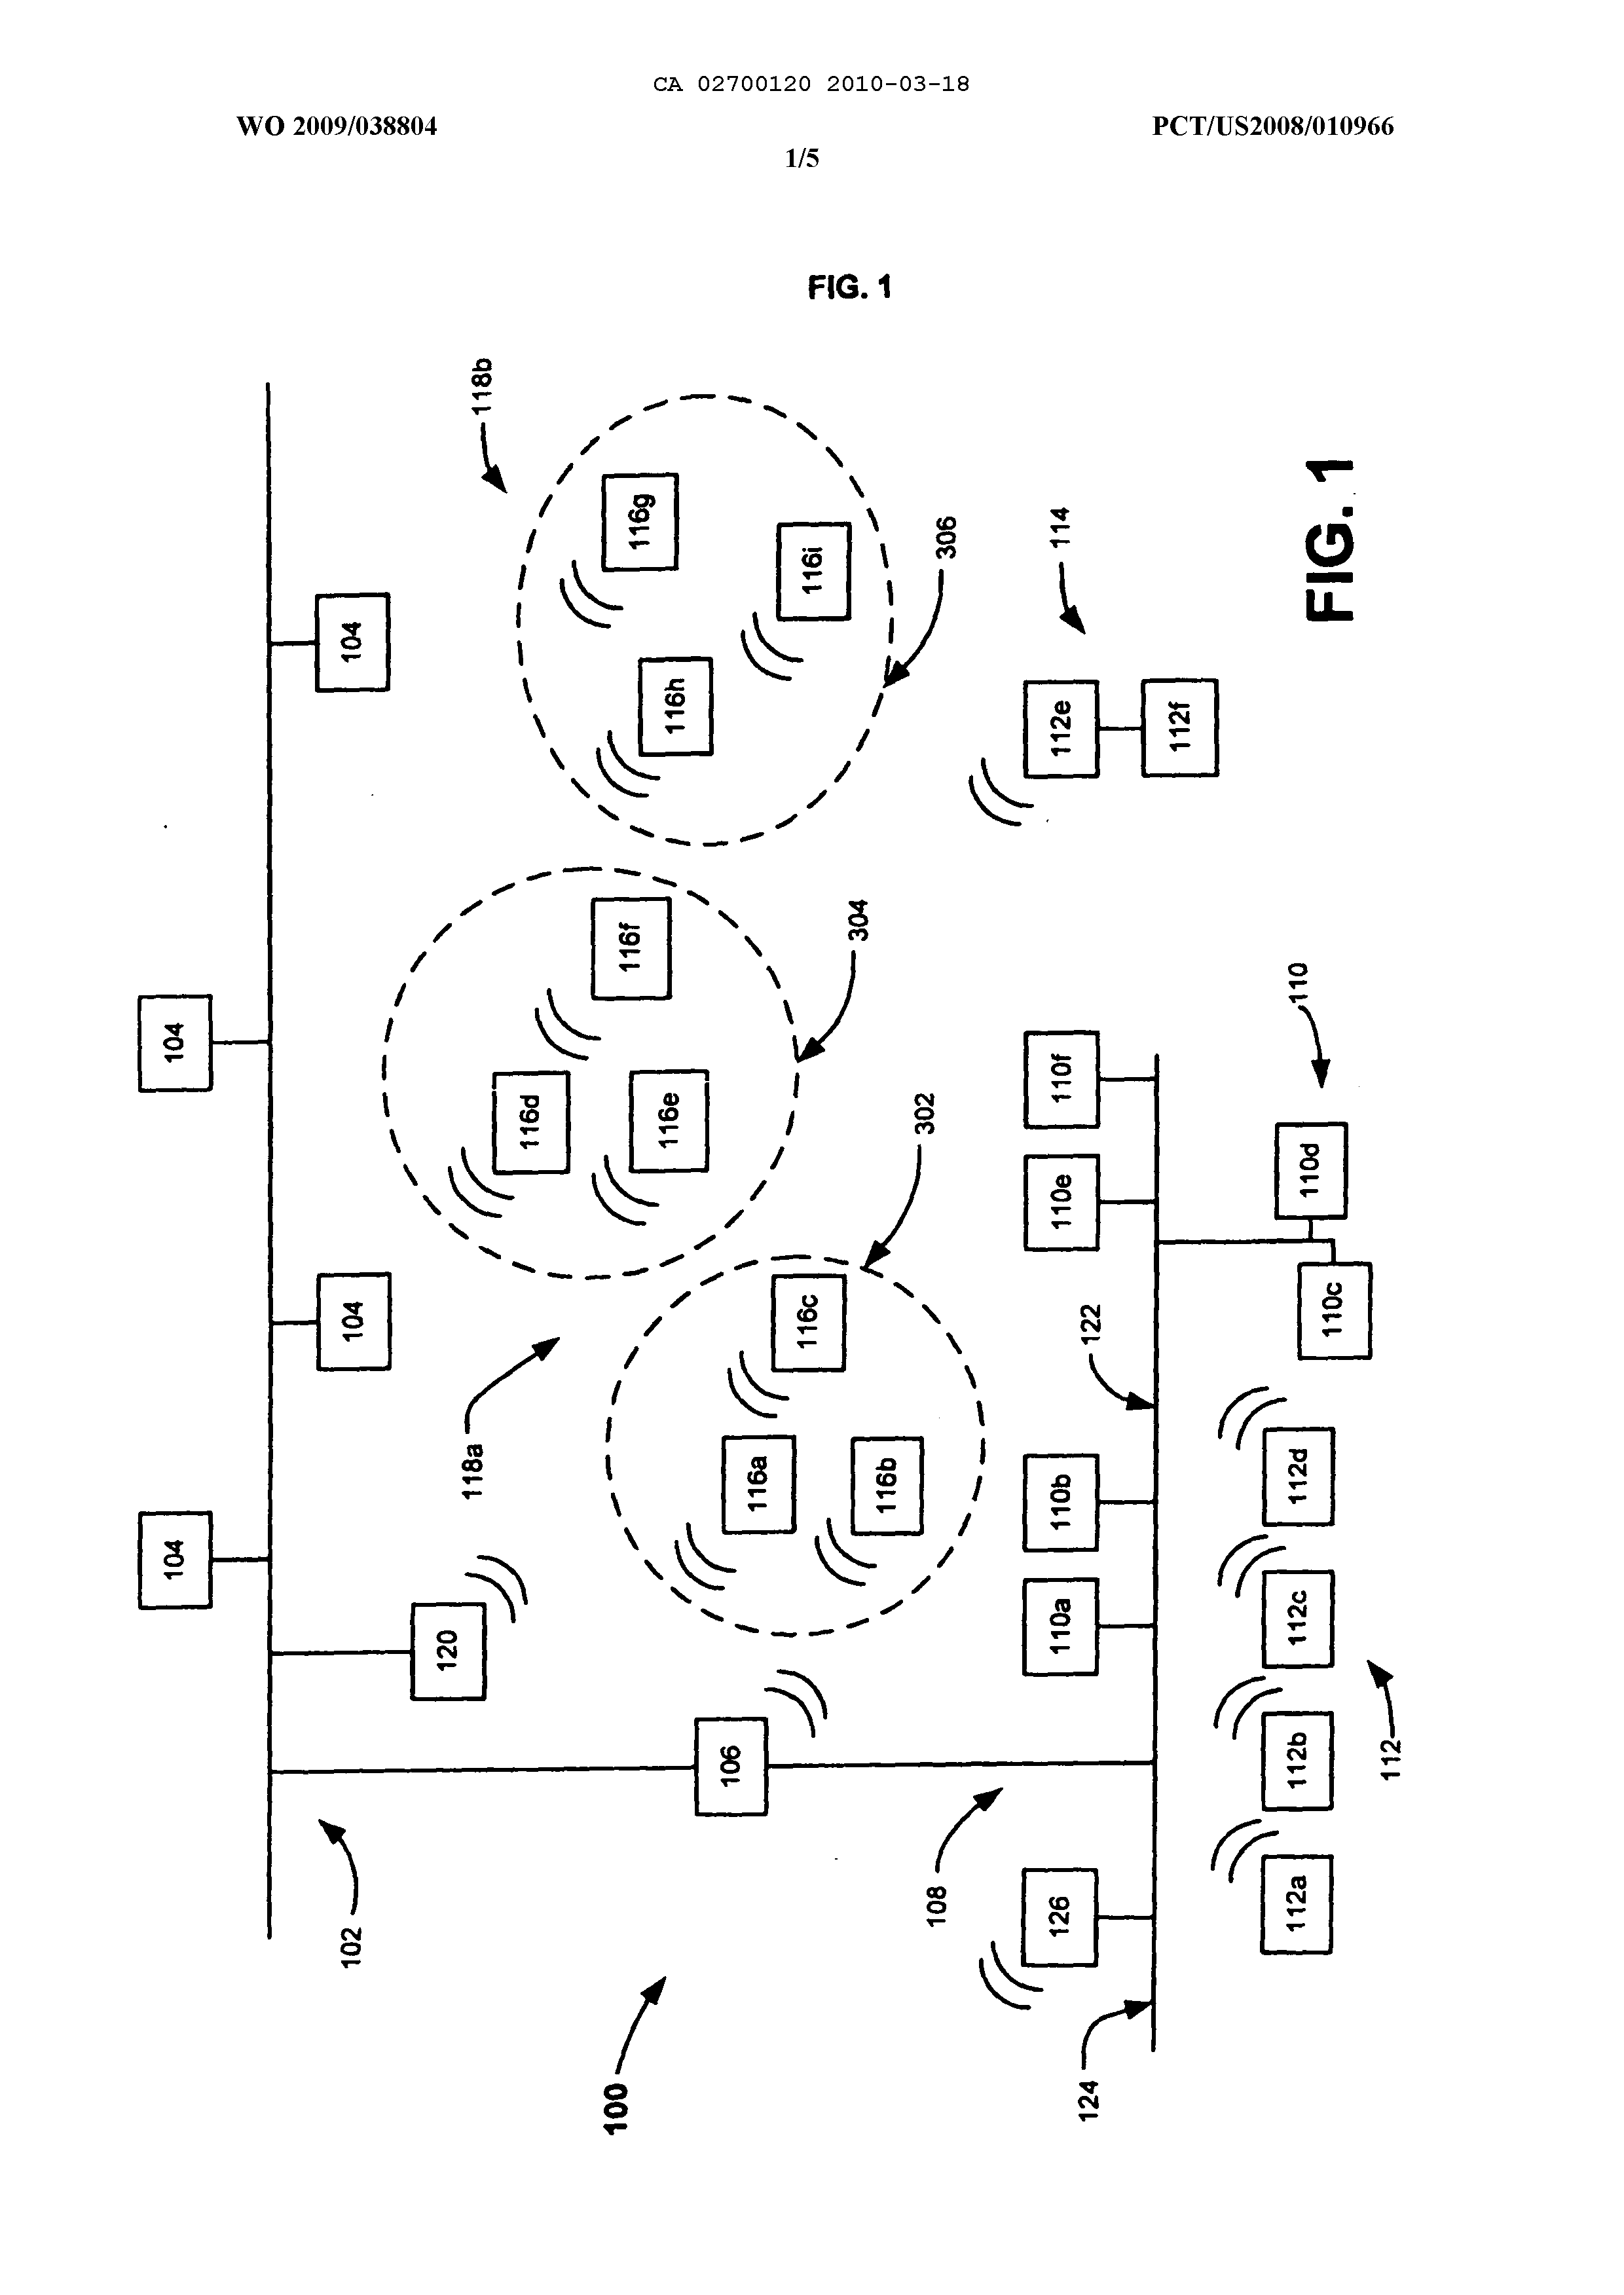 CA 02700120 2010-03-18
WO 2009/038804
PCT/US2008/010966
1/5
FIG. 1
118b
104
104
104
104
116g
116h
116i
306
114
112e
112f
FIG. 1
116f
116d
116e
304
118a
116c
116a
116b
302
120
106
102
108
100
110f
110e
110
110d
110c
122
110b
110a
126
124
112d
112c
112b
112a
112